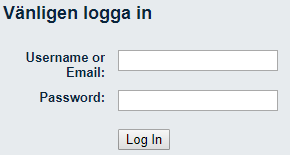 Vänligen logga in
Username or
Email:
Password:
Log In